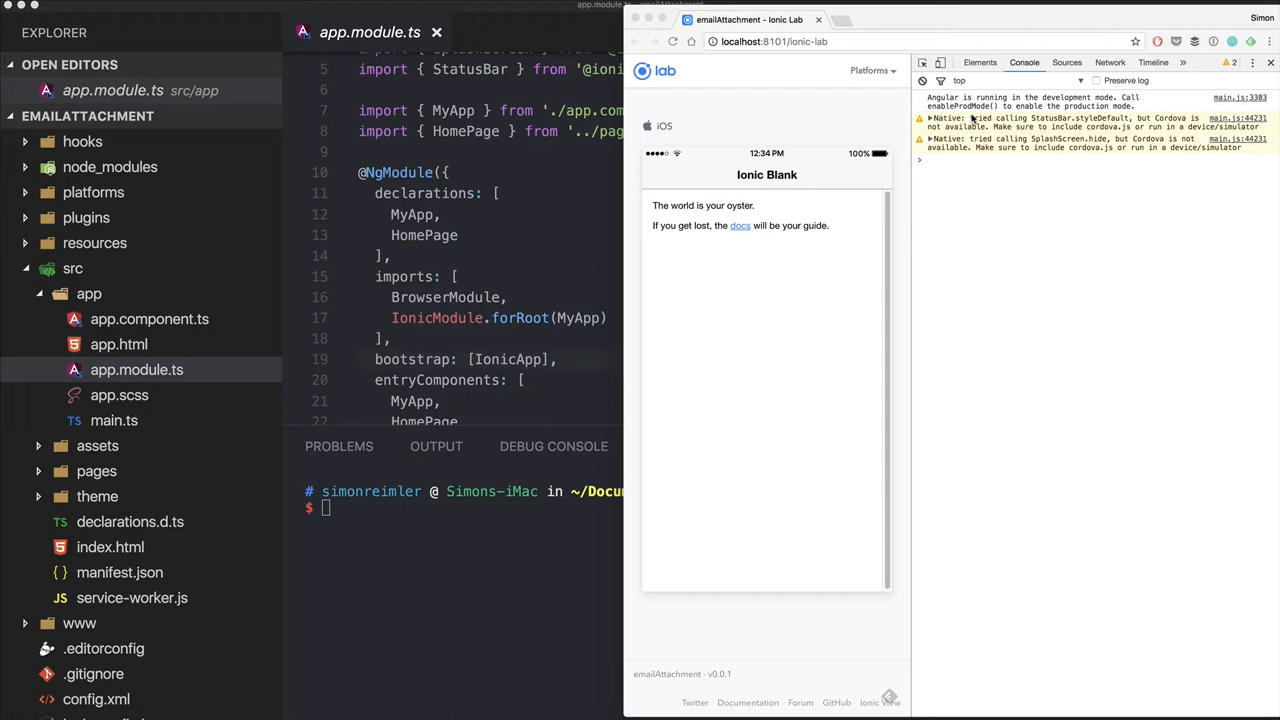 app.module.ts
EXPLORER
OPEN EDITORS
app.module.ts src/app
EMAILATTACHMENT
hooks
node_modules
platforms
plugins
resources
src
app
app.component.ts
app.html
app.module.ts
app.scss
main.ts
assets
pages
theme
TS declarations.d.ts
index.html
{} manifest.json
JS service-worker.js
www
.editorconfig
.gitignore
config.xml
app.module.ts
5 import { StatusBar } from '@ioni
6
7 import { MyApp } from './app.com
8 import { HomePage } from '../pag
9
10 @NgModule({
11 declarations: [
12 MyApp,
13 HomePage
14 ],
15 imports: [
16 BrowserModule,
17 IonicModule.forRoot(MyApp)
18 ],
19 bootstrap: [IonicApp],
20 entryComponents: [
21 MyApp,
22 HomePage
PROBLEMS OUTPUT DEBUG CONSOLE
# simonreimler @ Simons-iMac in ~/Docu
$
emailAttachment - Ionic Lab
Simon
localhost:8101/ionic-lab
lab
Platforms
iOS
12:34 PM 100%
Ionic Blank
The world is your oyster.
If you get lost, the docs will be your guide.
emailAttachment - v0.0.1
Twitter Documentation Forum GitHub Ionic View
Elements Console Sources Network Timeline » 2
top Preserve log
Angular is running in the development mode. Call main.js:3303
enableProdMode() to enable the production mode.
Native: tried calling StatusBar.styleDefault, but Cordova is main.js:44231
not available. Make sure to include cordova.js or run in a device/simulator
Native: tried calling SplashScreen.hide, but Cordova is not main.js:44231
available. Make sure to include cordova.js or run in a device/simulator